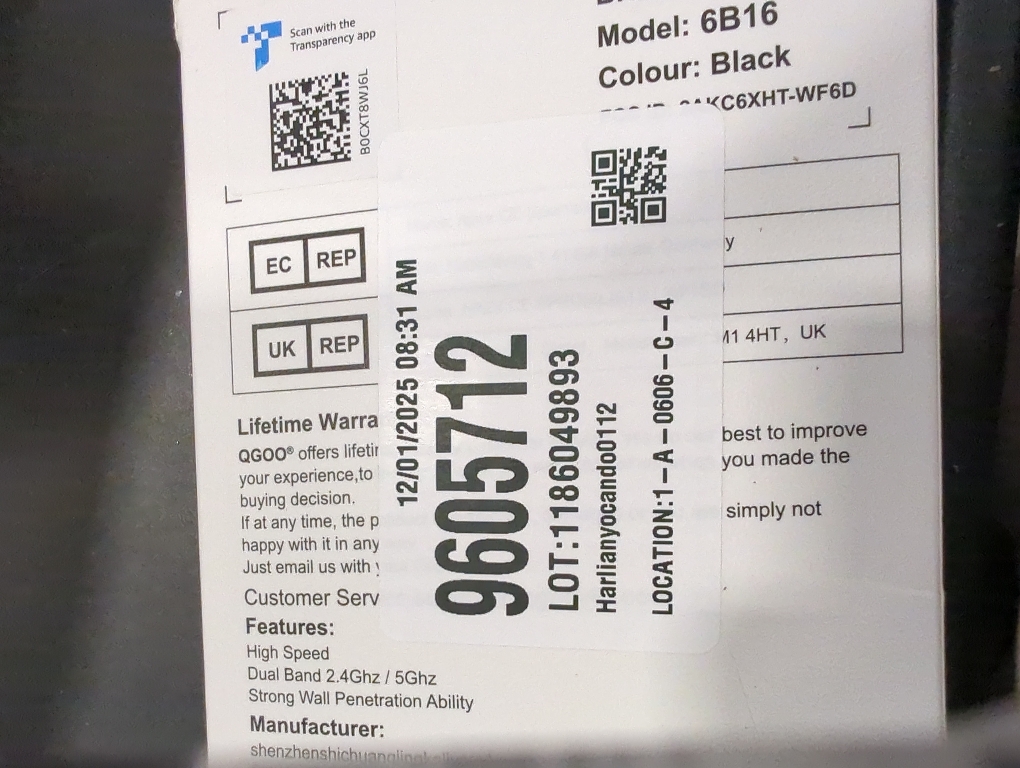 Scan with the
Transparency app
B0CXT8WJ6L
Model: 6B16
Colour: Black
KC6XHT-WF6D
EC REP
UK REP
y
M1 4HT, UK
12/01/2025 08:31 AM
9605712
LOT:1186049893
Harlianyocando0112
LOCATION:1-A-0606-C-4
Lifetime Warra
QGOO® offers lifetim
best to improve
your experience,to
you made the
buying decision.
If at any time, the p
simply not
happy with it in any
Just email us with y
Customer Serv
Features:
High Speed
Dual Band 2.4Ghz / 5Ghz
Strong Wall Penetration Ability
Manufacturer: